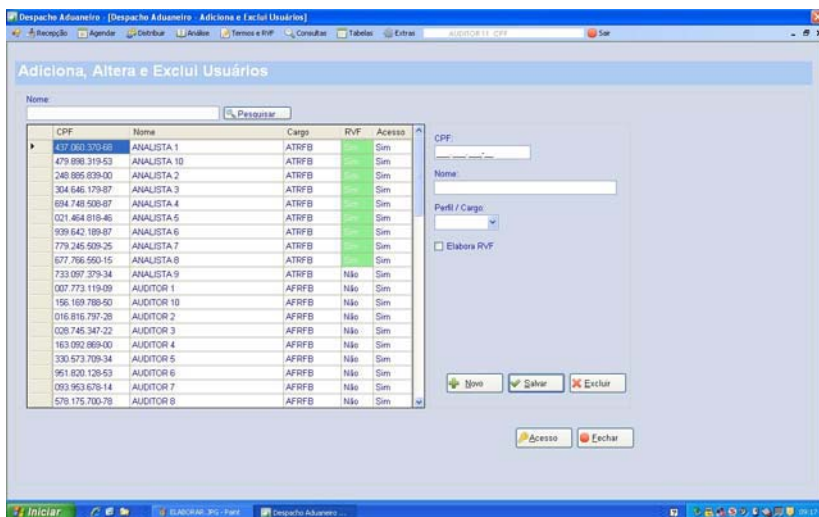 Despacho Aduaneiro - [Despacho Aduaneiro - Adiciona e Exclui Usuários]
Recepção Agendar Distribuir Análise Termos e RVF Consultas Tabelas Extras AUDITOR 11 CPF Sair
Adiciona, Altera e Exclui Usuários
Nome:
Pesquisar
CPF Nome Cargo RVF Acesso
437.060.370-68 ANALISTA 1 ATRFB Sim Sim
479.898.319-53 ANALISTA 10 ATRFB Sim Sim
248.885.839-00 ANALISTA 2 ATRFB Sim Sim
304.646.179-87 ANALISTA 3 ATRFB Sim Sim
694.748.508-87 ANALISTA 4 ATRFB Sim Sim
021.464.818-46 ANALISTA 5 ATRFB Sim Sim
939.642.189-87 ANALISTA 6 ATRFB Sim Sim
779.245.509-25 ANALISTA 7 ATRFB Sim Sim
677.766.560-15 ANALISTA 8 ATRFB Sim Sim
733.097.379-34 ANALISTA 9 ATRFB Não Sim
007.773.119-09 AUDITOR 1 AFRFB Não Sim
156.169.788-50 AUDITOR 10 AFRFB Não Sim
016.816.797-28 AUDITOR 2 AFRFB Não Sim
028.745.347-22 AUDITOR 3 AFRFB Não Sim
163.092.869-00 AUDITOR 4 AFRFB Não Sim
330.573.709-34 AUDITOR 5 AFRFB Não Sim
951.820.128-53 AUDITOR 6 AFRFB Não Sim
093.953.678-14 AUDITOR 7 AFRFB Não Sim
578.175.700-78 AUDITOR 8 AFRFB Não Sim
CPF:
___.___.___-__
Nome:
Perfil / Cargo:
Elabora RVF
Novo Salvar Excluir
Acesso Fechar
Iniciar ELABORAR.JPG - Paint Despacho Aduaneiro ... 09:17